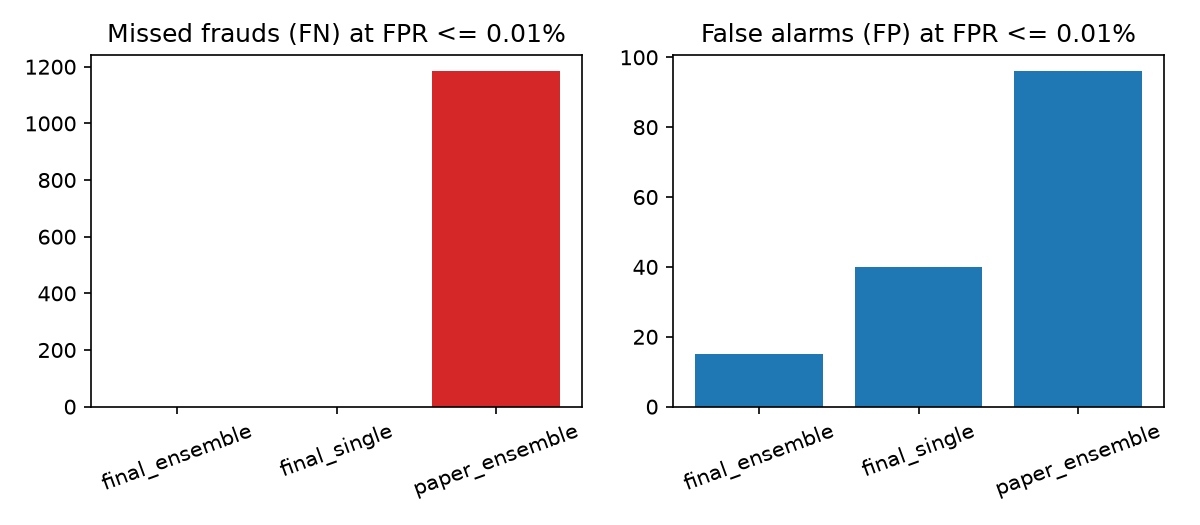 Missed frauds (FN) at FPR <= 0.01%
1200
1000
800
600
400
200
0
final_ensemble
final_single
paper_ensemble
False alarms (FP) at FPR <= 0.01%
100
80
60
40
20
0
final_ensemble
final_single
paper_ensemble